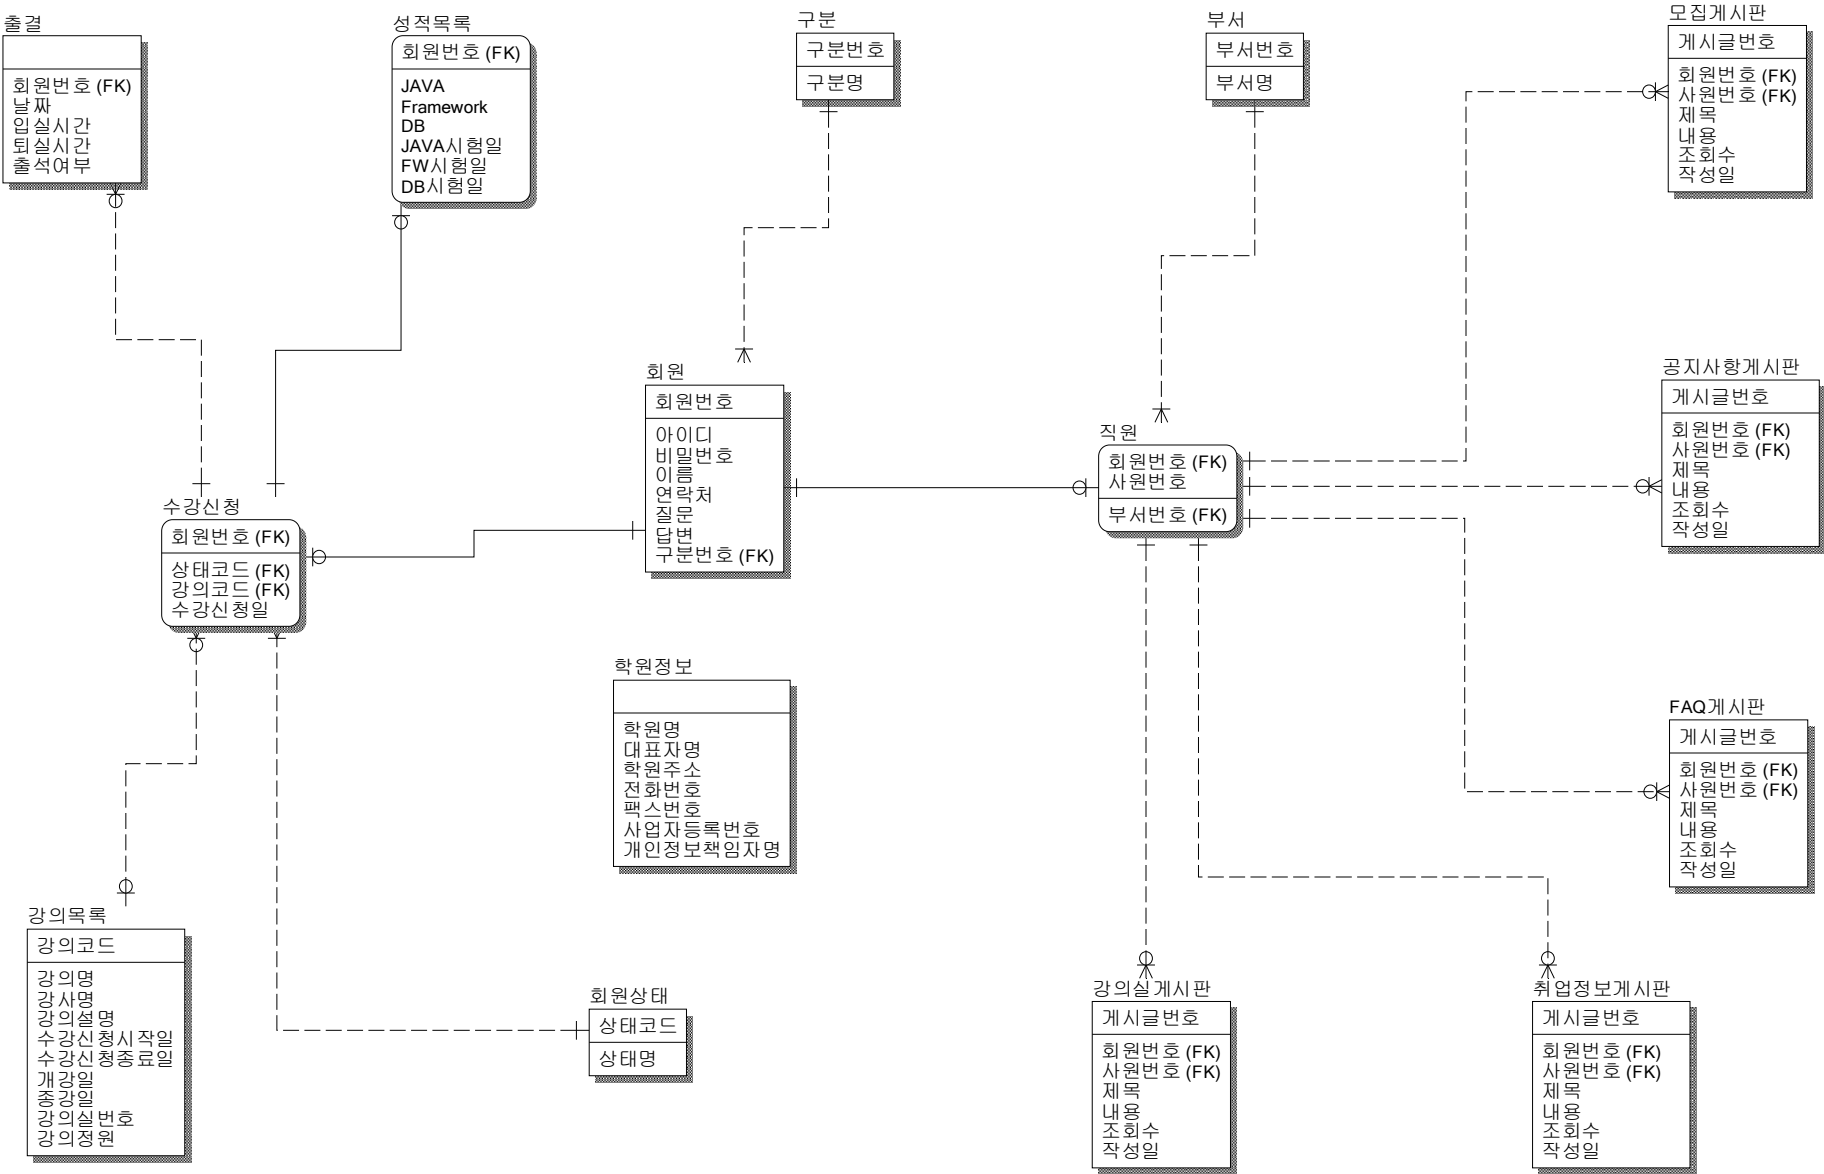 출결
회원번호 (FK)
날짜
입실시간
퇴실시간
출석여부
성적목록
회원번호 (FK)
JAVA
Framework
DB
JAVA시험일
FW시험일
DB시험일
구분
구분번호
구분명
부서
부서번호
부서명
모집게시판
게시글번호
회원번호 (FK)
사원번호 (FK)
제목
내용
조회수
작성일
회원
회원번호
아이디
비밀번호
이름
연락처
질문
답변
구분번호 (FK)
직원
회원번호 (FK)
사원번호
부서번호 (FK)
공지사항게시판
게시글번호
회원번호 (FK)
사원번호 (FK)
제목
내용
조회수
작성일
수강신청
회원번호 (FK)
상태코드 (FK)
강의코드 (FK)
수강신청일
학원정보
학원명
대표자명
학원주소
전화번호
팩스번호
사업자등록번호
개인정보책임자명
FAQ게시판
게시글번호
회원번호 (FK)
사원번호 (FK)
제목
내용
조회수
작성일
강의목록
강의코드
강의명
강사명
강의설명
수강신청시작일
수강신청종료일
개강일
종강일
강의실번호
강의정원
회원상태
상태코드
상태명
강의실게시판
게시글번호
회원번호 (FK)
사원번호 (FK)
제목
내용
조회수
작성일
취업정보게시판
게시글번호
회원번호 (FK)
사원번호 (FK)
제목
내용
조회수
작성일